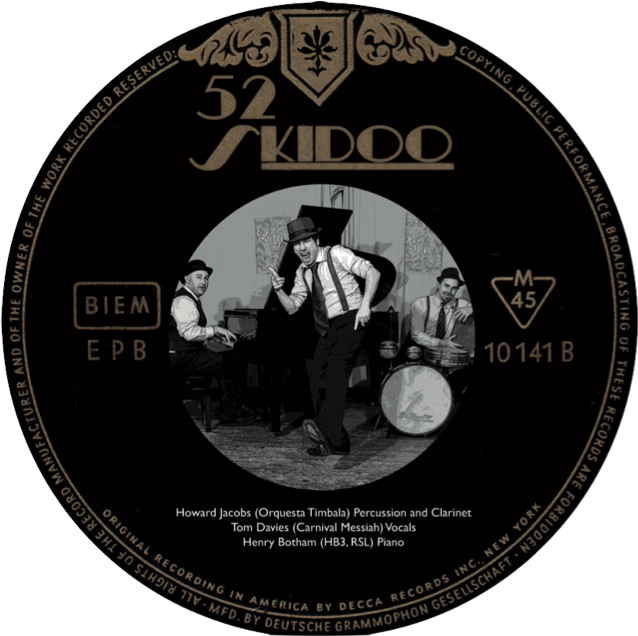 52
SKIDOO
BIEM
EPB
M
45
10 141 B
Howard Jacobs (Orquesta Timbala) Percussion and Clarinet
Tom Davies (Carnival Messiah) Vocals
Henry Botham (HB3, RSL) Piano
ORIGINAL RECORDING IN AMERICA BY DECCA RECORDS INC., NEW YORK
MFD. BY DEUTSCHE GRAMMOPHON GESELLSCHAFT · ALL RIGHTS OF THE RECORD MANUFACTURER AND OF THE OWNER OF THE WORK RECORDED RESERVED:
COPYING, PUBLIC PERFORMANCE BROADCASTING OF THESE RECORDS ARE FORBIDDEN ·